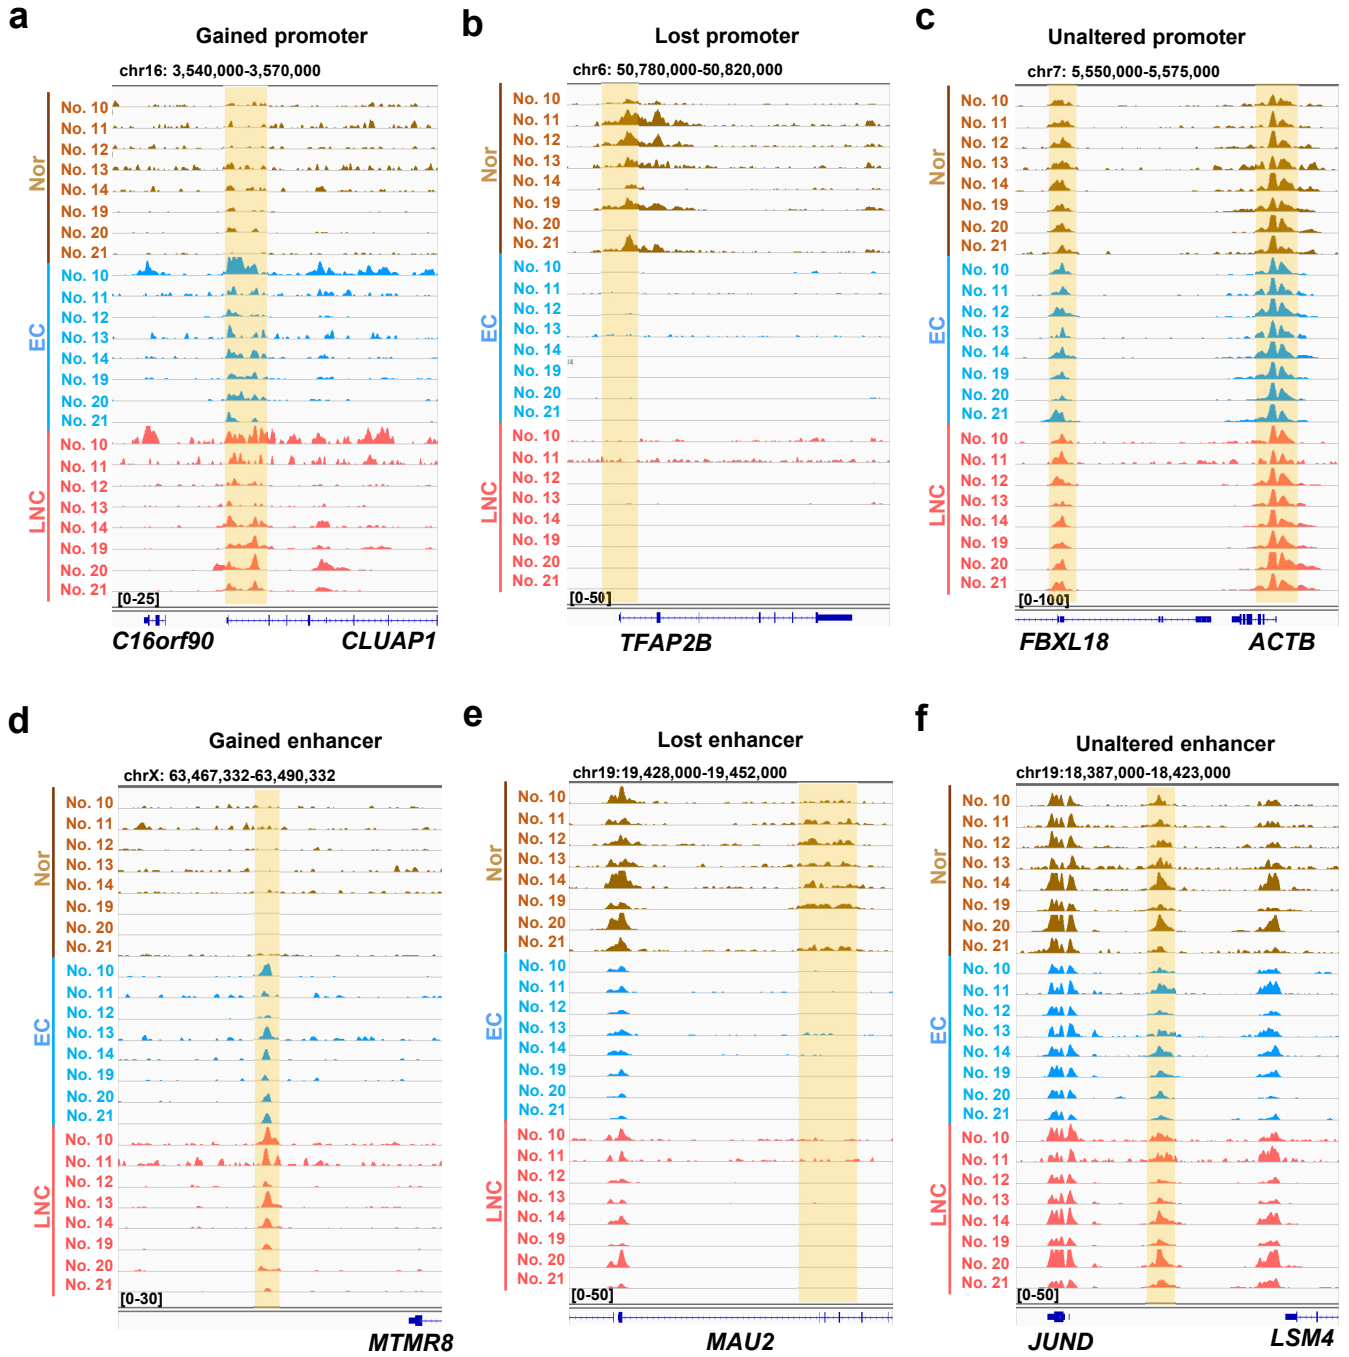 a
Gained promoter
chr16: 3,540,000-3,570,000
Nor
No. 10
No. 11
No. 12
No. 13
No. 14
No. 19
No. 20
No. 21
EC
No. 10
No. 11
No. 12
No. 13
No. 14
No. 19
No. 20
No. 21
LNC
No. 10
No. 11
No. 12
No. 13
No. 14
No. 19
No. 20
No. 21
[0-25]
C16orf90 CLUAP1
b
Lost promoter
chr6: 50,780,000-50,820,000
Nor
No. 10
No. 11
No. 12
No. 13
No. 14
No. 19
No. 20
No. 21
EC
No. 10
No. 11
No. 12
No. 13
No. 14
No. 19
No. 20
No. 21
LNC
No. 10
No. 11
No. 12
No. 13
No. 14
No. 19
No. 20
No. 21
[0-50]
TFAP2B
c
Unaltered promoter
chr7: 5,550,000-5,575,000
Nor
No. 10
No. 11
No. 12
No. 13
No. 14
No. 19
No. 20
No. 21
EC
No. 10
No. 11
No. 12
No. 13
No. 14
No. 19
No. 20
No. 21
LNC
No. 10
No. 11
No. 12
No. 13
No. 14
No. 19
No. 20
No. 21
[0-100]
FBXL18 ACTB
d
Gained enhancer
chrX: 63,467,332-63,490,332
Nor
No. 10
No. 11
No. 12
No. 13
No. 14
No. 19
No. 20
No. 21
EC
No. 10
No. 11
No. 12
No. 13
No. 14
No. 19
No. 20
No. 21
LNC
No. 10
No. 11
No. 12
No. 13
No. 14
No. 19
No. 20
No. 21
[0-30]
MTMR8
e
Lost enhancer
chr19:19,428,000-19,452,000
Nor
No. 10
No. 11
No. 12
No. 13
No. 14
No. 19
No. 20
No. 21
EC
No. 10
No. 11
No. 12
No. 13
No. 14
No. 19
No. 20
No. 21
LNC
No. 10
No. 11
No. 12
No. 13
No. 14
No. 19
No. 20
No. 21
[0-50]
MAU2
f
Unaltered enhancer
chr19:18,387,000-18,423,000
Nor
No. 10
No. 11
No. 12
No. 13
No. 14
No. 19
No. 20
No. 21
EC
No. 10
No. 11
No. 12
No. 13
No. 14
No. 19
No. 20
No. 21
LNC
No. 10
No. 11
No. 12
No. 13
No. 14
No. 19
No. 20
No. 21
[0-50]
JUND LSM4